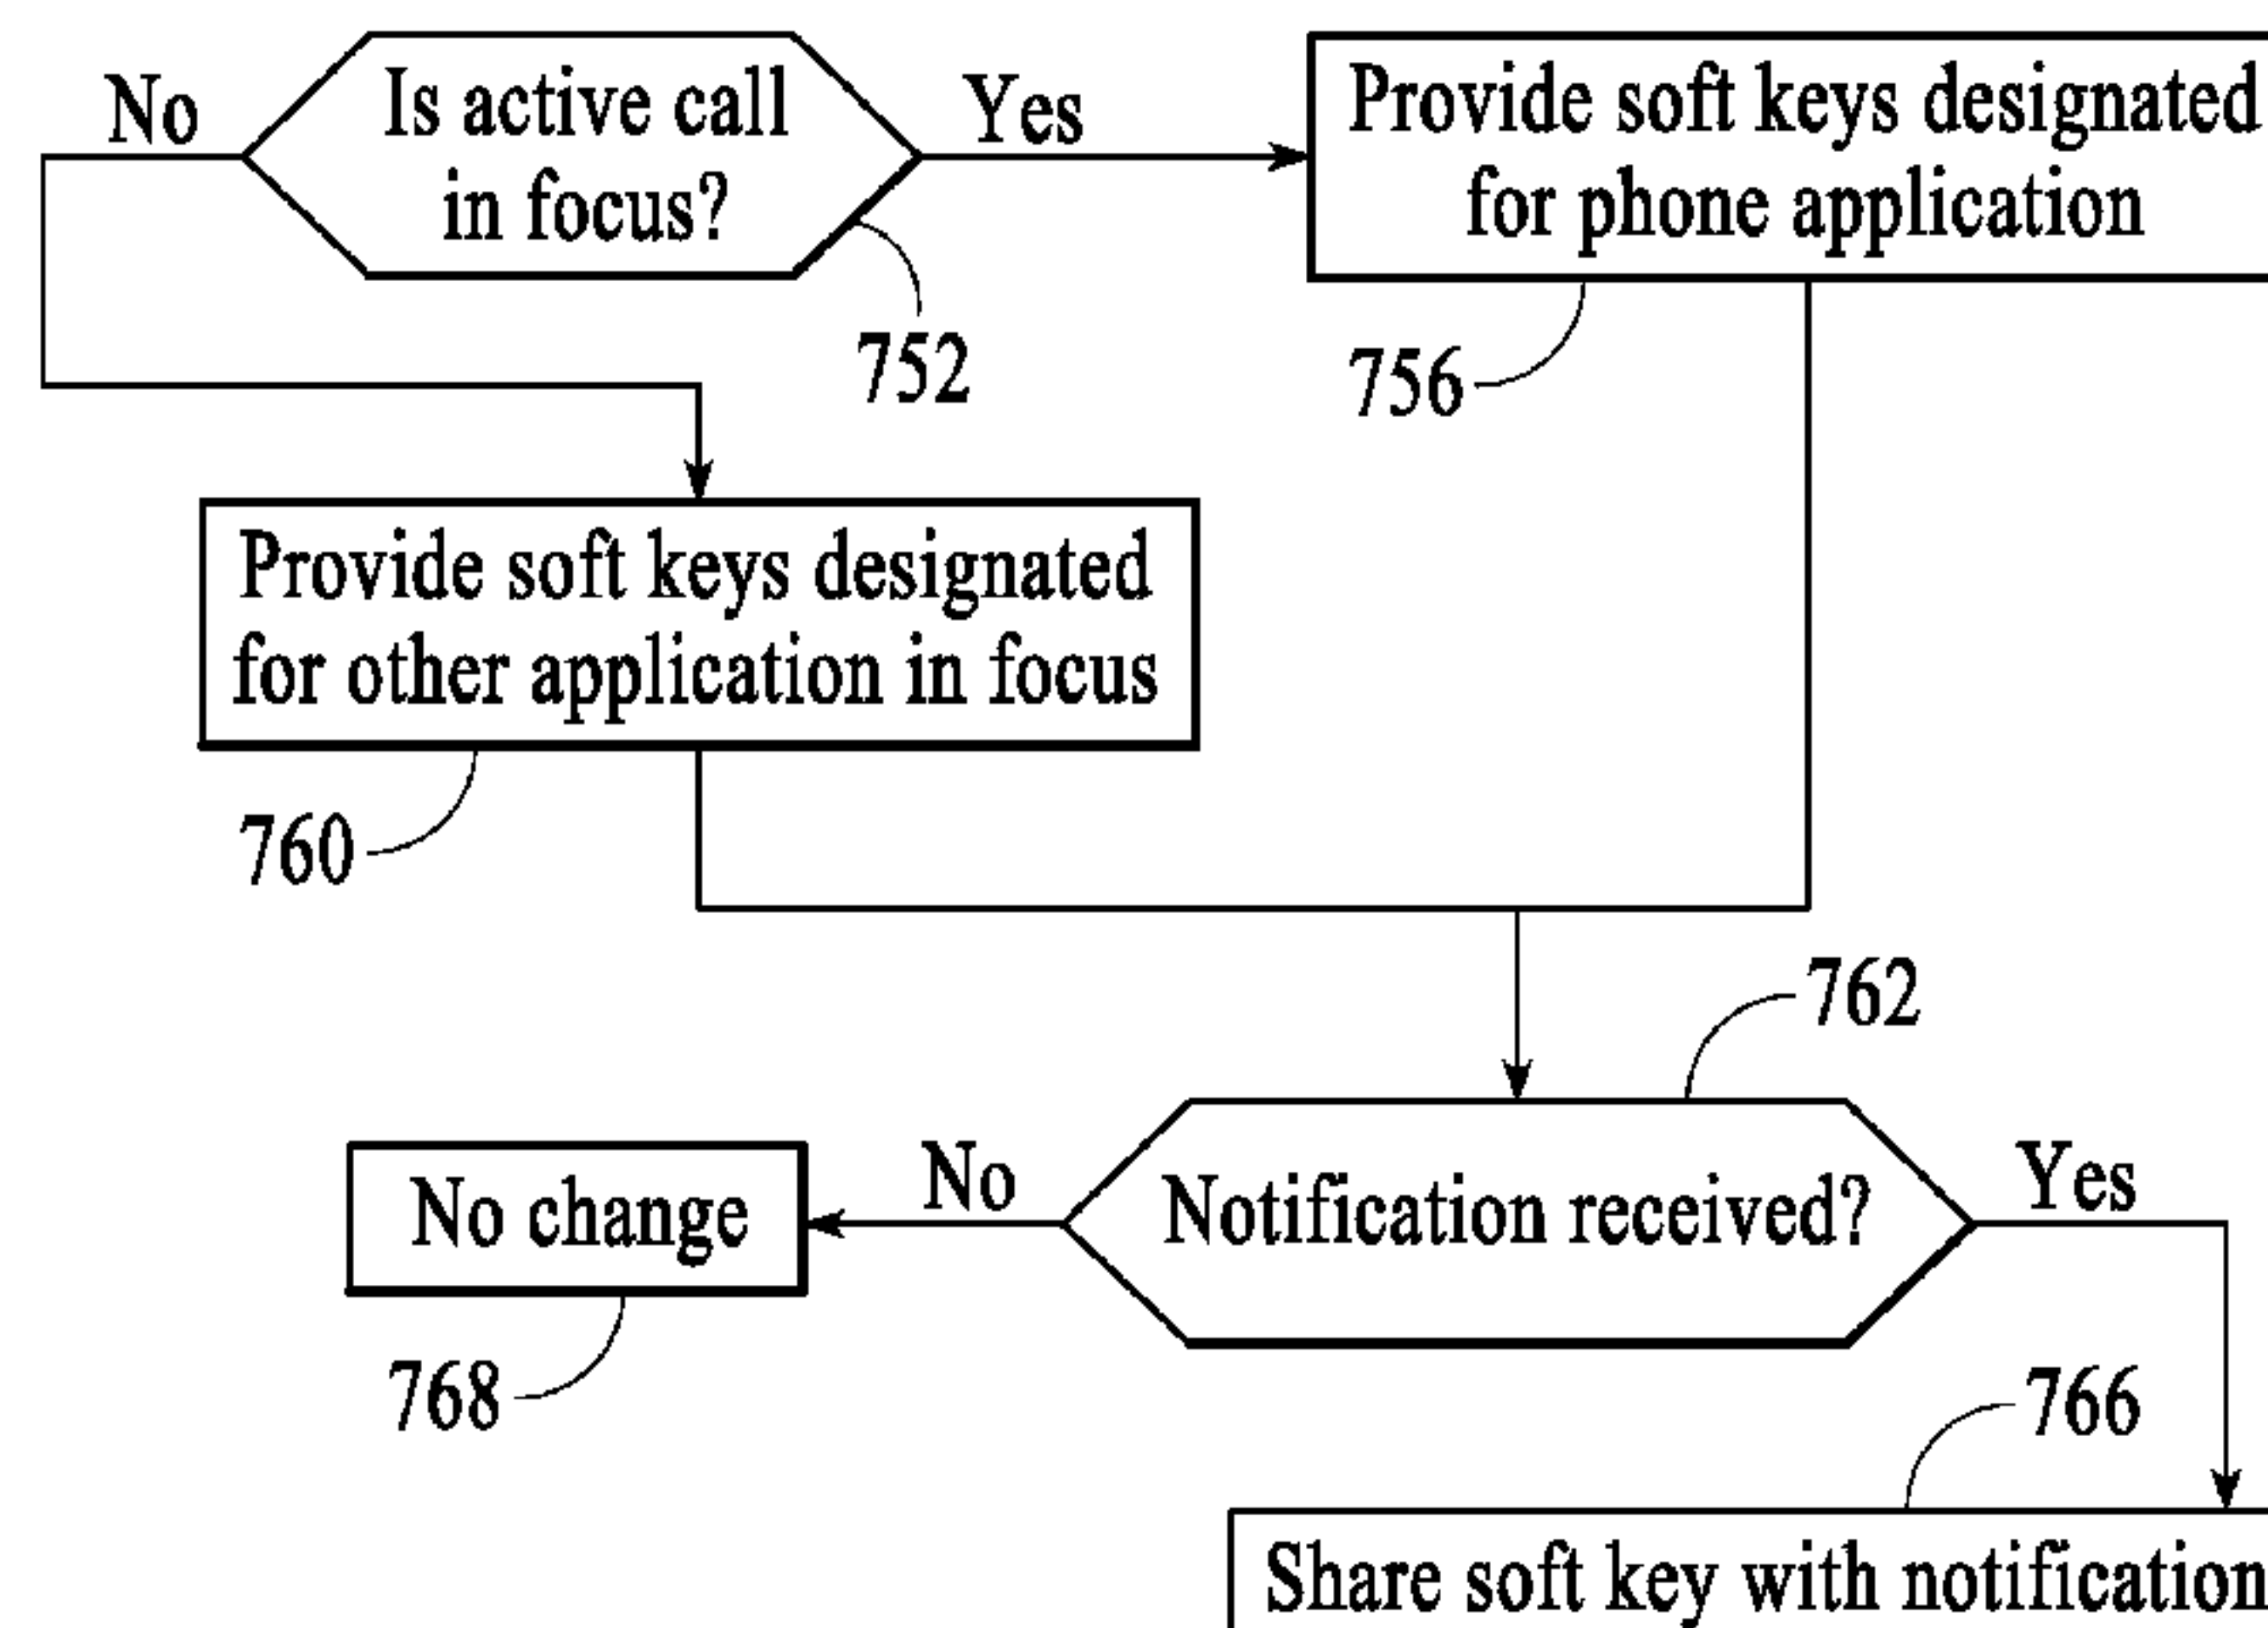 No
Is active call
in focus?
Yes
Provide soft keys designated
for phone application
752
756
Provide soft keys designated
for other application in focus
760
762
No change
No
Notification received?
Yes
768
766
Share soft key with notification